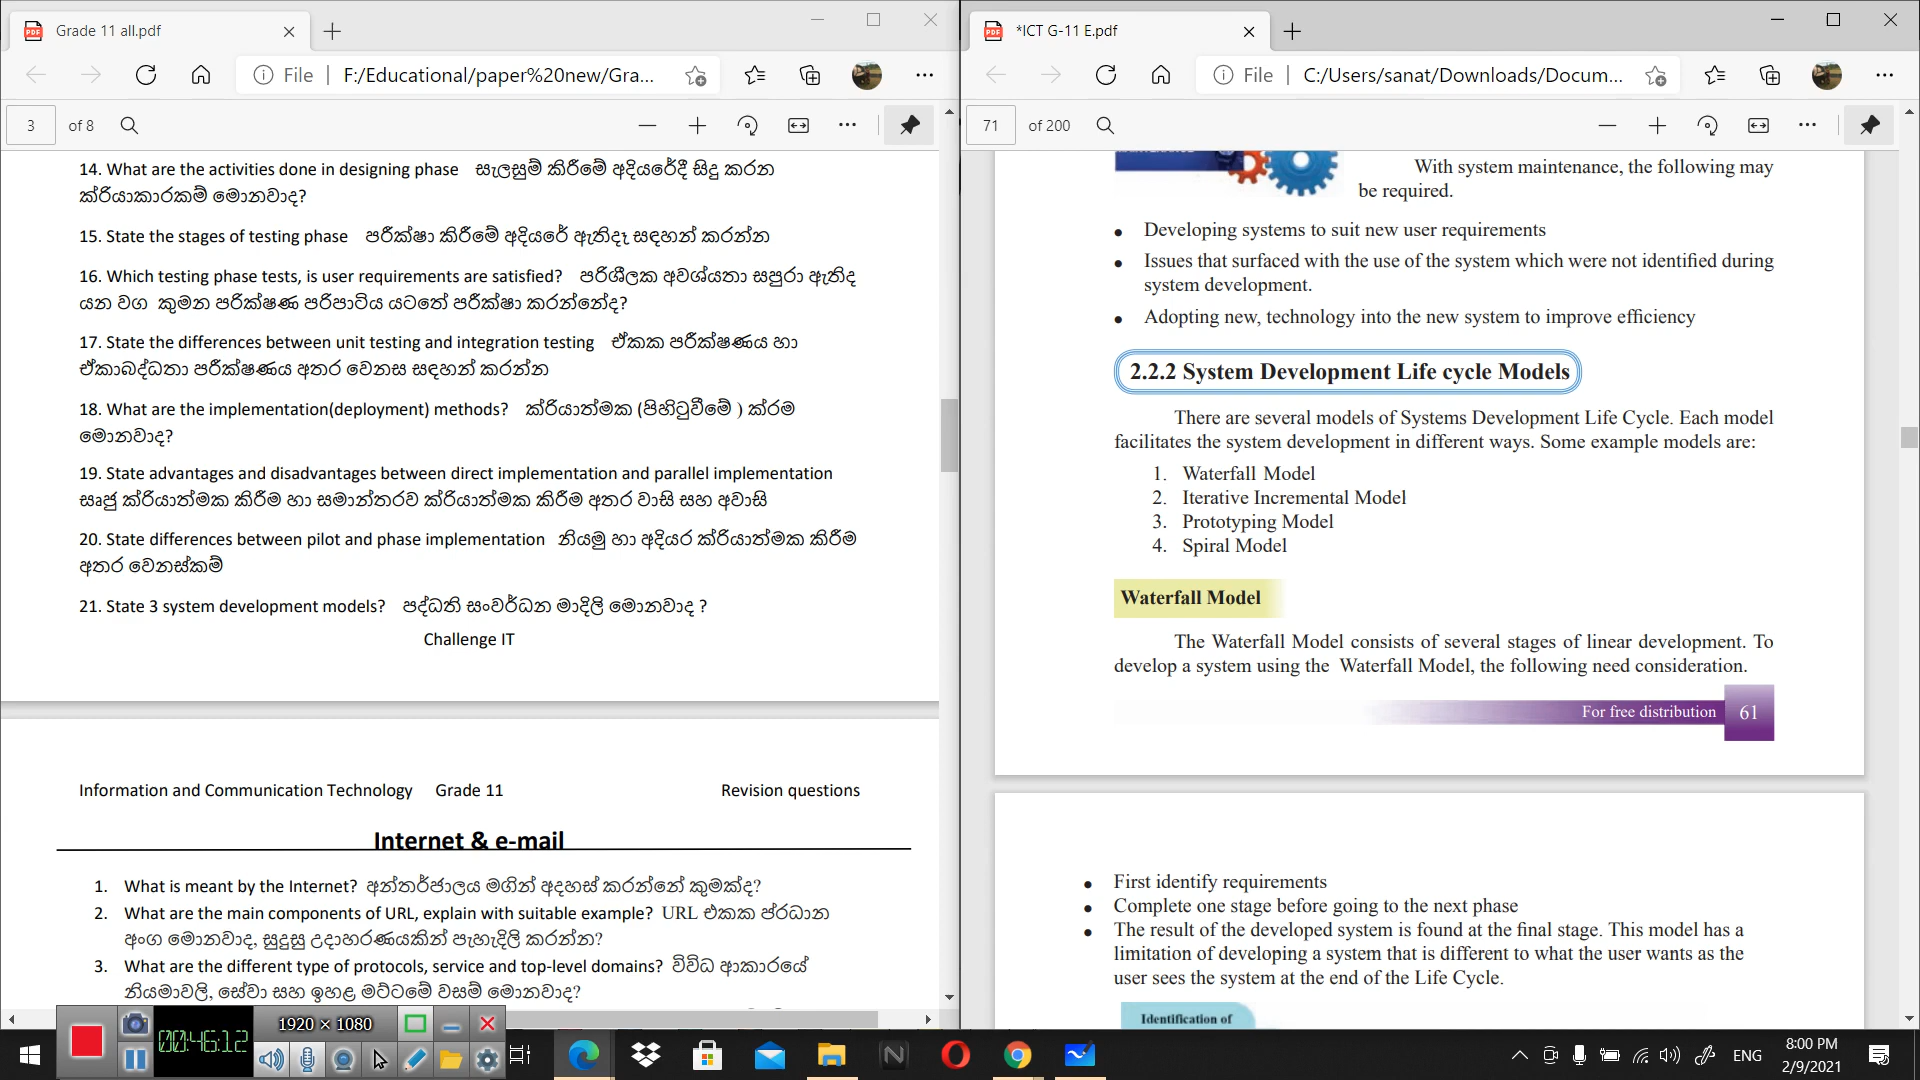 Grade 11 all.pdf
File
F:/Educational/paper%20new/Gra...
3 of 8
14. What are the activities done in designing phase සැලසුම් කිරීමේ අදියරේදී සිදු කරන
ක්රියාකාරකම් මොනවාද?
15. State the stages of testing phase පරීක්ෂා කිරීමේ අදියරේ ඇතිදෑ සඳහන් කරන්න
16. Which testing phase tests, is user requirements are satisfied? පරිශීලක අවශ්යතා සපුරා ඇතිද
යන වග කුමන පරික්ෂණ පරිපාටිය යටතේ පරීක්ෂා කරන්නේද?
17. State the differences between unit testing and integration testing ඒකක පරීක්ෂණය හා
ඒකාබද්ධතා පරීක්ෂණය අතර වෙනස සඳහන් කරන්න
18. What are the implementation(deployment) methods? ක්රියාත්මක (පිහිටුවීමේ ) ක්රම
මොනවාද?
19. State advantages and disadvantages between direct implementation and parallel implementation
සෘජු ක්රියාත්මක කිරීම හා සමාන්තරව ක්රියාත්මක කිරීම අතර වාසි සහ අවාසි
20. State differences between pilot and phase implementation නියමු හා අදියර ක්රියාත්මක කිරීම
අතර වෙනස්කම්
21. State 3 system development models? පද්ධති සංවර්ධන මාදිලි මොනවාද ?
Challenge IT
Information and Communication Technology Grade 11 Revision questions
Internet & e-mail
1. What is meant by the Internet? අන්තර්ජාලය මගින් අදහස් කරන්නේ කුමක්ද?
2. What are the main components of URL, explain with suitable example? URL එකක ප්රධාන
අංග මොනවාද, සුදුසු උදාහරණයකින් පැහැදිලි කරන්න?
3. What are the different type of protocols, service and top-level domains? විවිධ ආකාරයේ
නියමාවලි, සේවා සහ ඉහළ මට්ටමේ වසම් මොනවාද?
*ICT G-11 E.pdf
File
C:/Users/sanat/Downloads/Docum...
71 of 200
With system maintenance, the following may
be required.
• Developing systems to suit new user requirements
• Issues that surfaced with the use of the system which were not identified during
system development.
• Adopting new, technology into the new system to improve efficiency
2.2.2 System Development Life cycle Models
There are several models of Systems Development Life Cycle. Each model
facilitates the system development in different ways. Some example models are:
1. Waterfall Model
2. Iterative Incremental Model
3. Prototyping Model
4. Spiral Model
Waterfall Model
The Waterfall Model consists of several stages of linear development. To
develop a system using the Waterfall Model, the following need consideration.
For free distribution 61
• First identify requirements
• Complete one stage before going to the next phase
• The result of the developed system is found at the final stage. This model has a
limitation of developing a system that is different to what the user wants as the
user sees the system at the end of the Life Cycle.
Identification of
1920 × 1080
00:46:12
ENG
8:00 PM
2/9/2021